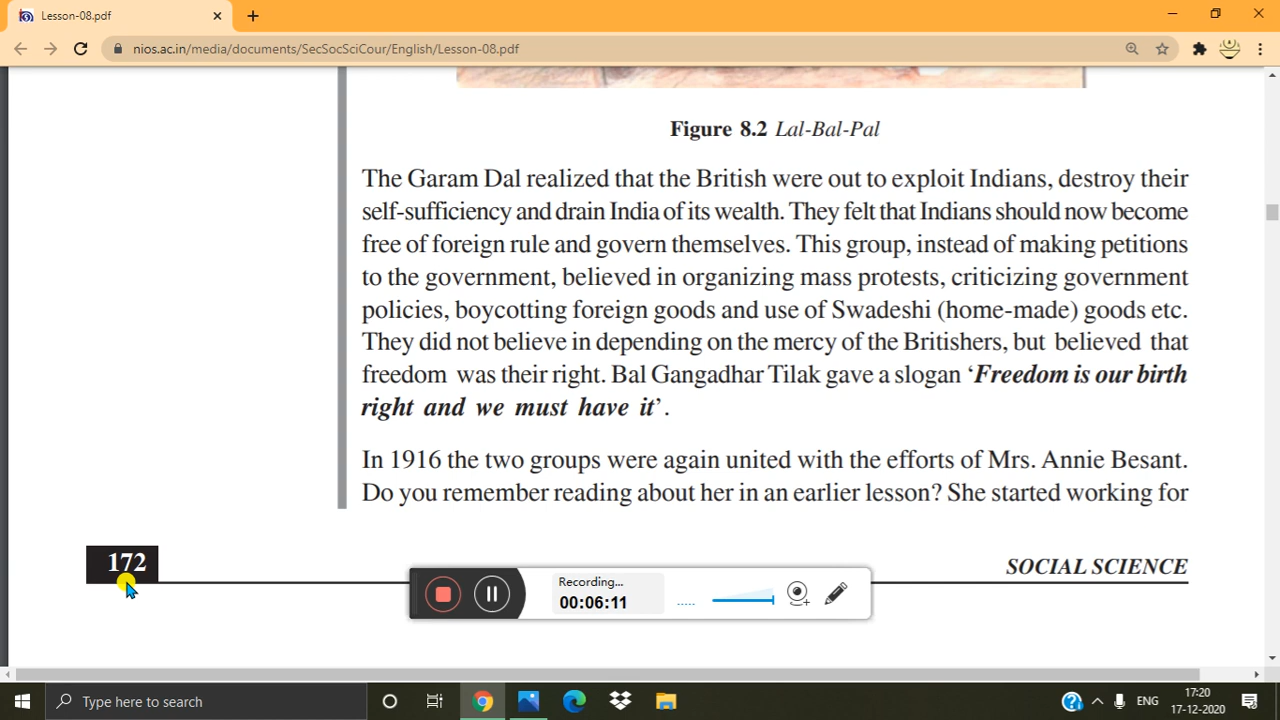 Lesson-08.pdf
nios.ac.in/media/documents/SecSocSciCour/English/Lesson-08.pdf
Figure 8.2 Lal-Bal-Pal
The Garam Dal realized that the British were out to exploit Indians, destroy their
self-sufficiency and drain India of its wealth. They felt that Indians should now become
free of foreign rule and govern themselves. This group, instead of making petitions
to the government, believed in organizing mass protests, criticizing government
policies, boycotting foreign goods and use of Swadeshi (home-made) goods etc.
They did not believe in depending on the mercy of the Britishers, but believed that
freedom was their right. Bal Gangadhar Tilak gave a slogan ‘Freedom is our birth
right and we must have it’.
In 1916 the two groups were again united with the efforts of Mrs. Annie Besant.
Do you remember reading about her in an earlier lesson? She started working for
172
SOCIAL SCIENCE
Recording...
00:06:11
Type here to search
ENG
17:20
17-12-2020